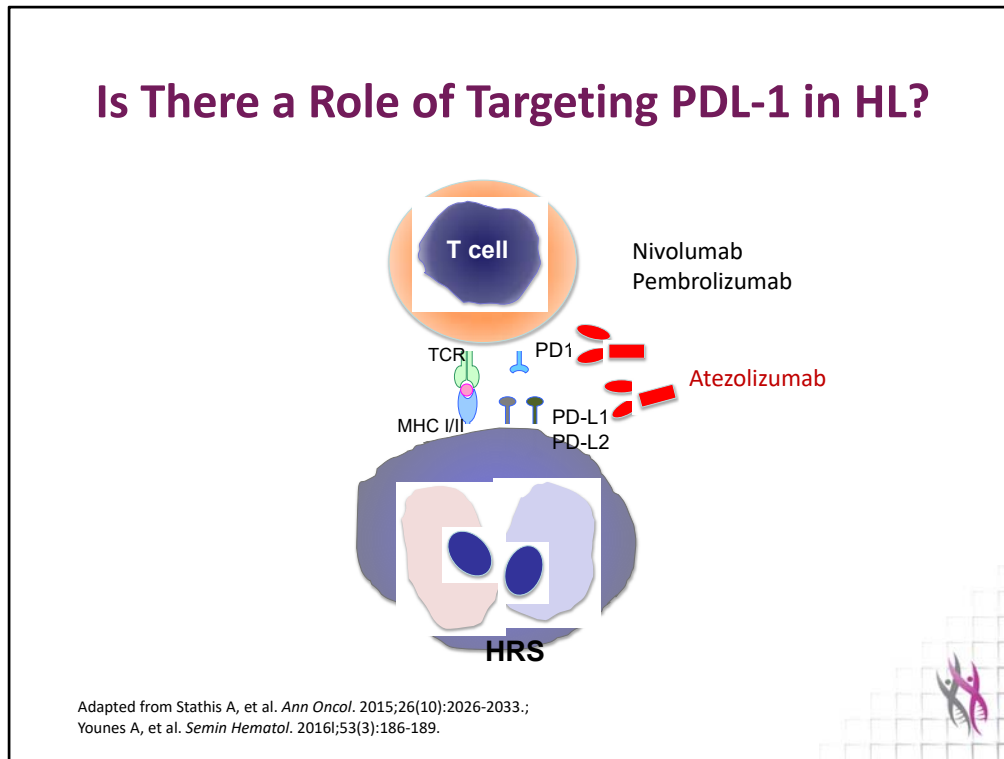 Is There a Role of Targeting PDL-1 in HL?
T cell
Nivolumab
Pembrolizumab
TCR
PD1
Atezolizumab
MHC I/II
PD-L1
PD-L2
HRS
Adapted from Stathis A, et al. Ann Oncol. 2015;26(10):2026-2033.;
Younes A, et al. Semin Hematol. 2016l;53(3):186-189.